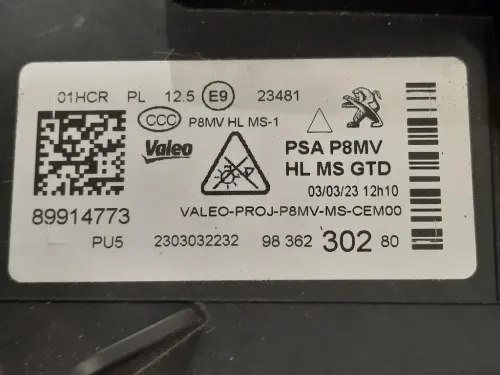 01HCR PL 12.5 E9 23481
CCC P8MV HL MS-1
Valeo
PSA P8MV
HL MS GTD
03/03/23 12h10
89914773
VALEO-PROJ-P8MV-MS-CEM00
PU5 2303032232 98 362 302 80